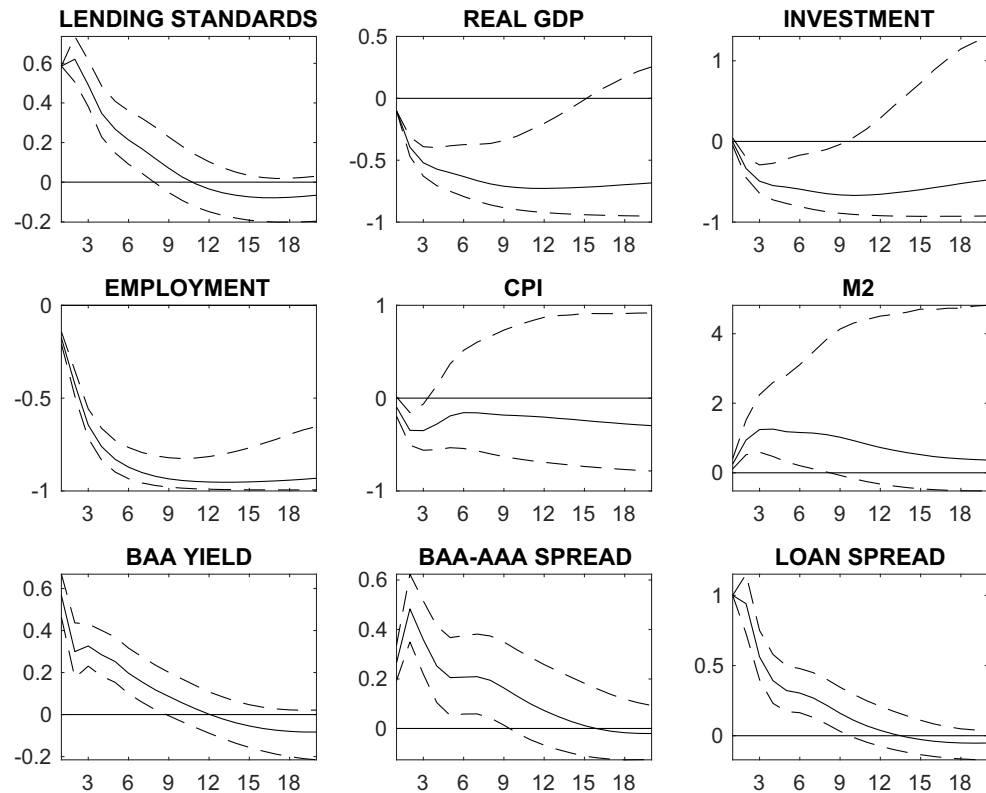 LENDING STANDARDS
0.6
0.4
0.2
0
-0.2
3 6 9 12 15 18
REAL GDP
0.5
0
-0.5
-1
3 6 9 12 15 18
INVESTMENT
1
0
-1
3 6 9 12 15 18
EMPLOYMENT
0
-0.5
-1
3 6 9 12 15 18
CPI
1
0
-1
3 6 9 12 15 18
M2
4
2
0
3 6 9 12 15 18
BAA YIELD
0.6
0.4
0.2
0
-0.2
3 6 9 12 15 18
BAA-AAA SPREAD
0.6
0.4
0.2
0
3 6 9 12 15 18
LOAN SPREAD
1
0.5
0
3 6 9 12 15 18